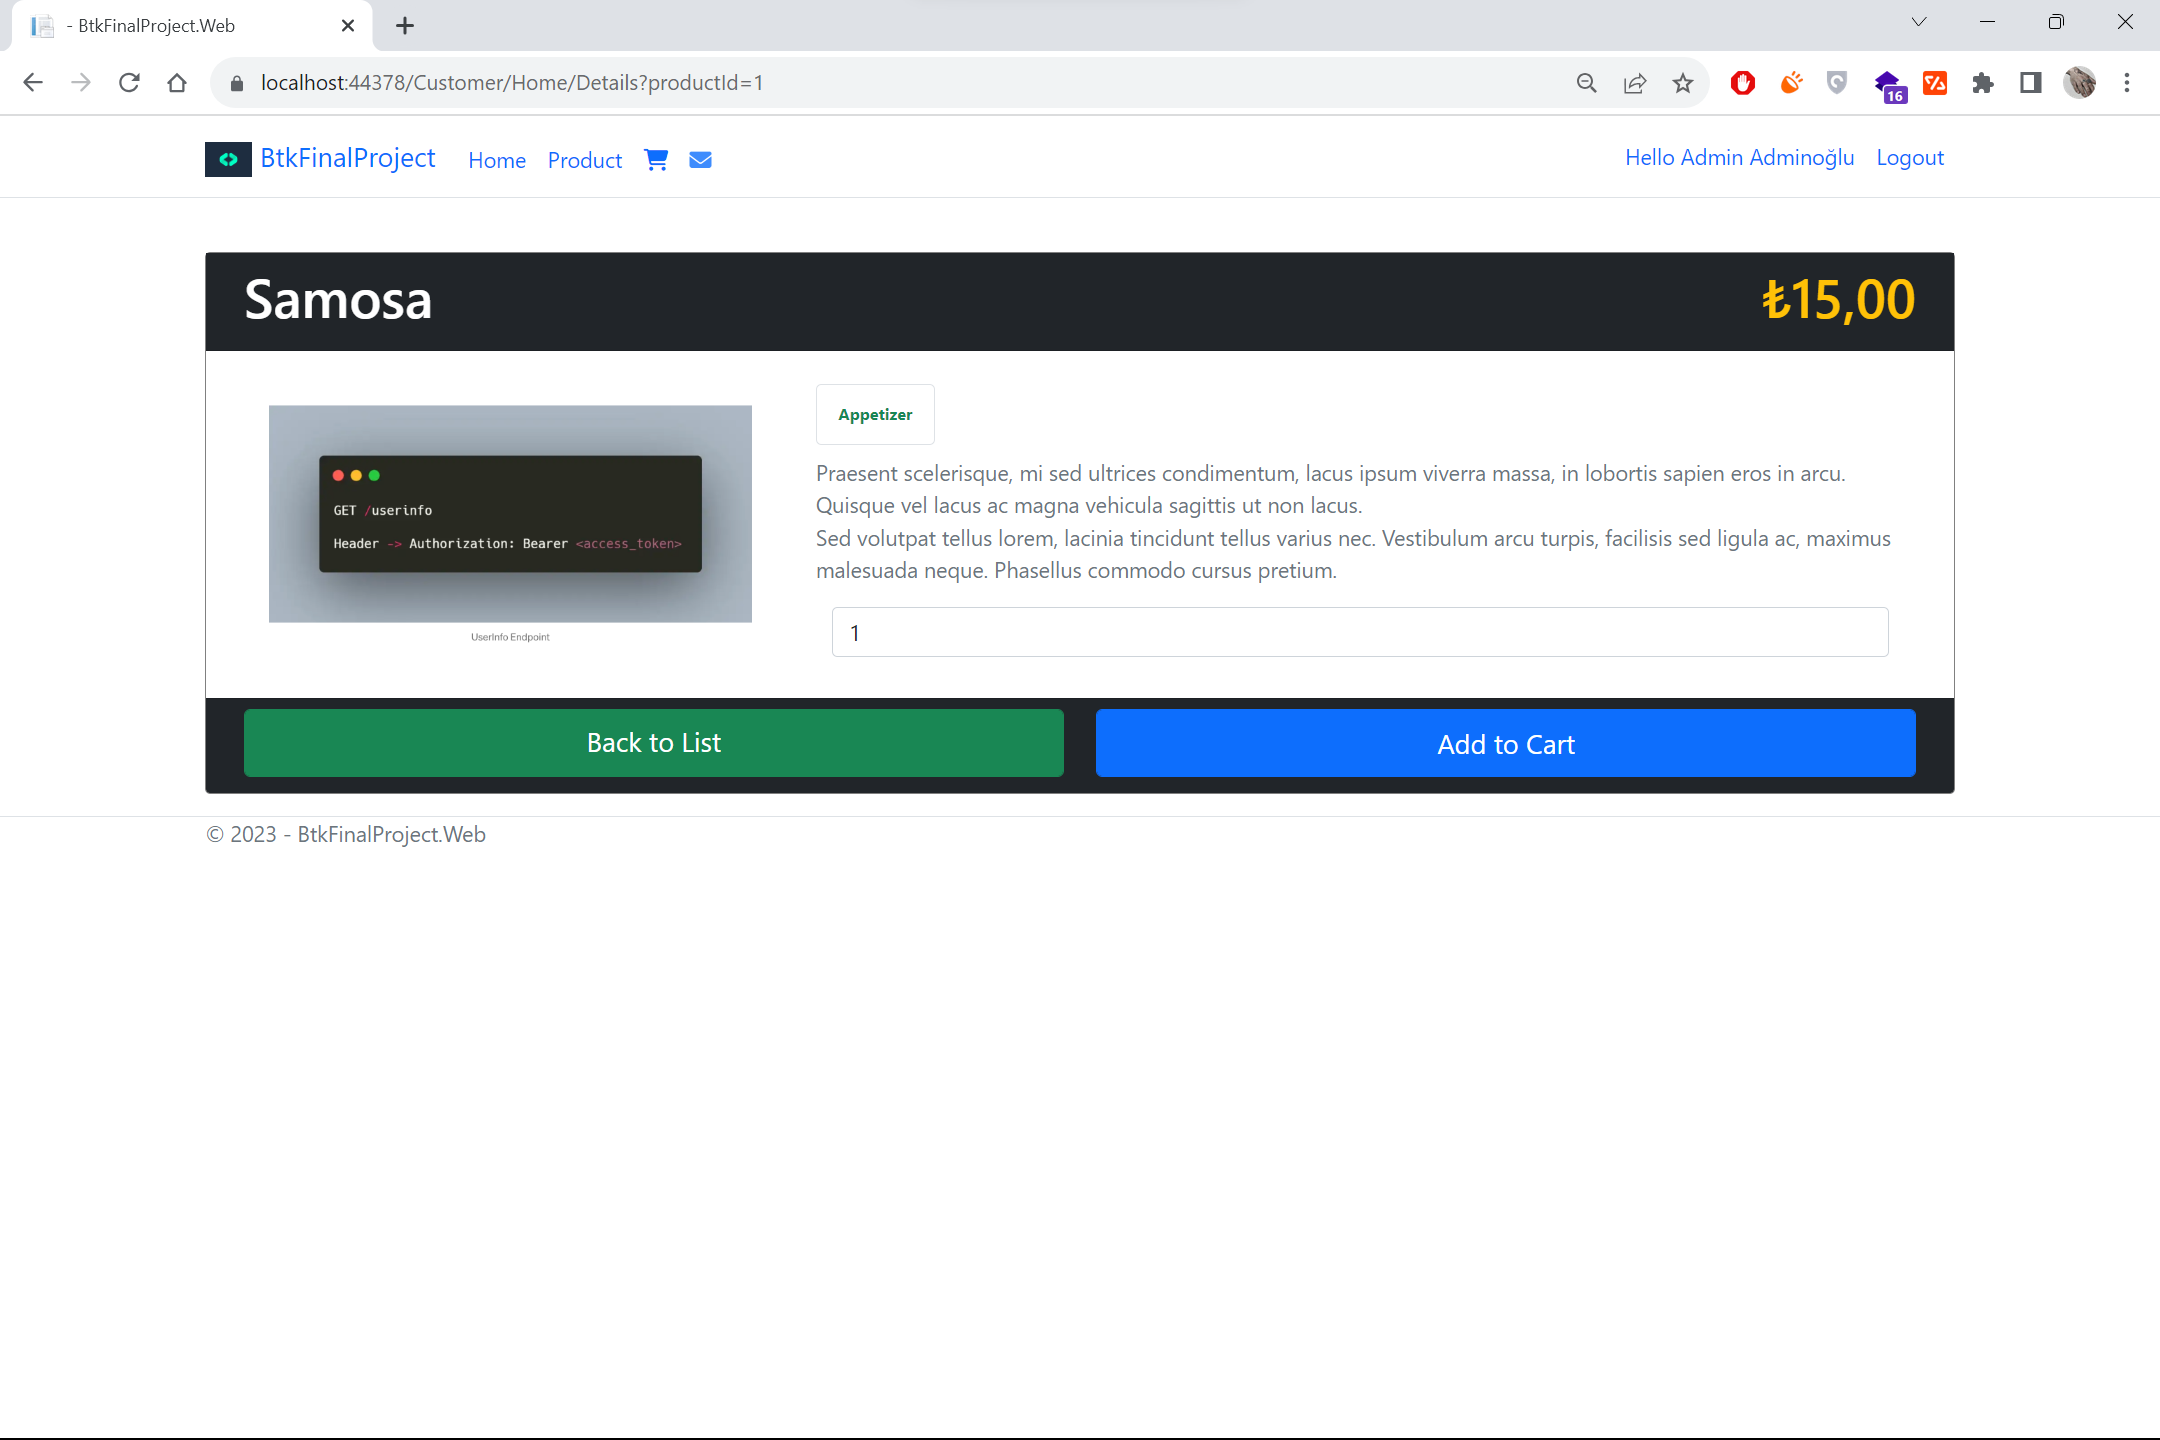 - BtkFinalProject.Web
localhost:44378/Customer/Home/Details?productId=1
16
BtkFinalProject Home Product Hello Admin Adminoğlu Logout
Samosa ₺15,00
Appetizer
GET /userinfo
Header -> Authorization: Bearer <access_token>
UserInfo Endpoint
Praesent scelerisque, mi sed ultrices condimentum, lacus ipsum viverra massa, in lobortis sapien eros in arcu.
Quisque vel lacus ac magna vehicula sagittis ut non lacus.
Sed volutpat tellus lorem, lacinia tincidunt tellus varius nec. Vestibulum arcu turpis, facilisis sed ligula ac, maximus
malesuada neque. Phasellus commodo cursus pretium.
1
Back to List Add to Cart
© 2023 - BtkFinalProject.Web